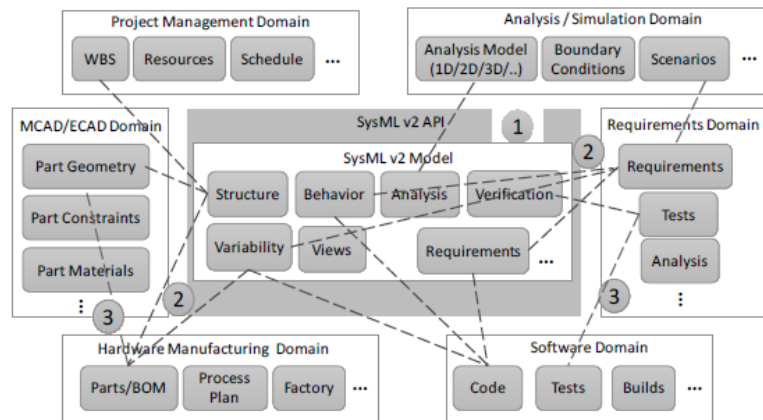 Project Management Domain
WBS
Resources
Schedule
...
Analysis / Simulation Domain
Analysis Model
(1D/2D/3D/..)
Boundary
Conditions
Scenarios
...
MCAD/ECAD Domain
Part Geometry
Part Constraints
Part Materials
...
SysML v2 API
1
SysML v2 Model
Structure
Behavior
Analysis
Verification
Variability
Views
Requirements
...
2
Requirements Domain
Requirements
Tests
Analysis
...
2
3
3
Hardware Manufacturing Domain
Parts/BOM
Process
Plan
Factory
...
Software Domain
Code
Tests
Builds
...